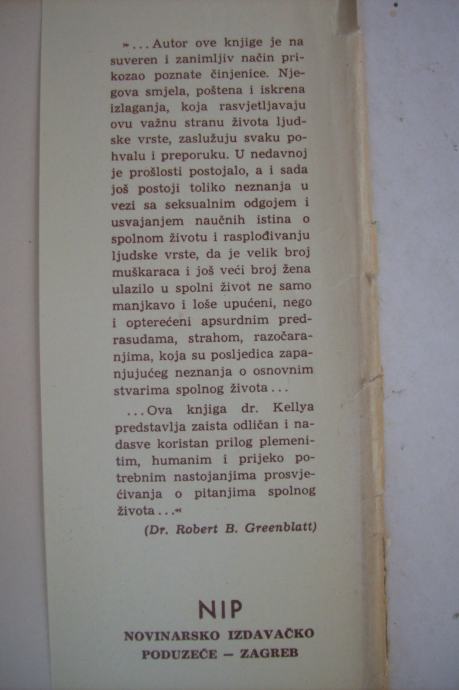 »...Autor ove knjige je na
suveren i zanimljiv način pri-
kozao poznate činjenice. Nje-
gova smjela, poštena i iskrena
izlaganja, koja rasvjetljavaju
ovu važnu stranu života ljud-
ske vrste, zaslužuju svaku po-
hvalu i preporuku. U nedavnoj
je prošlosti postojalo, a i sada
još postoji toliko neznanja u
vezi sa seksualnim odgojem i
usvajanjem naučnih istina o
spolnom životu i rasplođivanju
ljudske vrste, da je velik broj
muškaraca i još veći broj žena
ulazilo u spolni život ne samo
manjkavo i loše upućeni, nego
i opterećeni apsurdnim pred-
rasudama, strahom, razočara-
njima, koja su posljedica zapa-
njujućeg neznanja o osnovnim
stvarima spolnog života...
...Ova knjiga dr. Kellya
predstavlja zaista odličan i na-
dasve koristan prilog plemeni-
tim, humanim i prijeko po-
trebnim nastojanjima prosvje-
ćivanja o pitanjima spolnog
života...«
(Dr. Robert B. Greenblatt)
NIP
NOVINARSKO IZDAVAČKO
PODUZEČE — ZAGREB